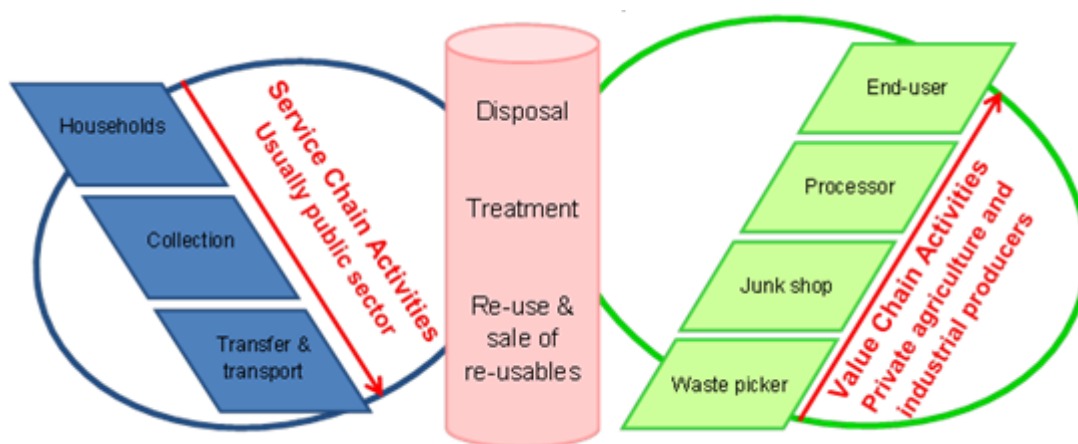 Households
Collection
Transfer &
transport
Service Chain Activities
Usually public sector
Disposal
Treatment
Re-use &
sale of
re-usables
End-user
Processor
Junk shop
Waste picker
Value Chain Activities
Private agriculture and
industrial producers